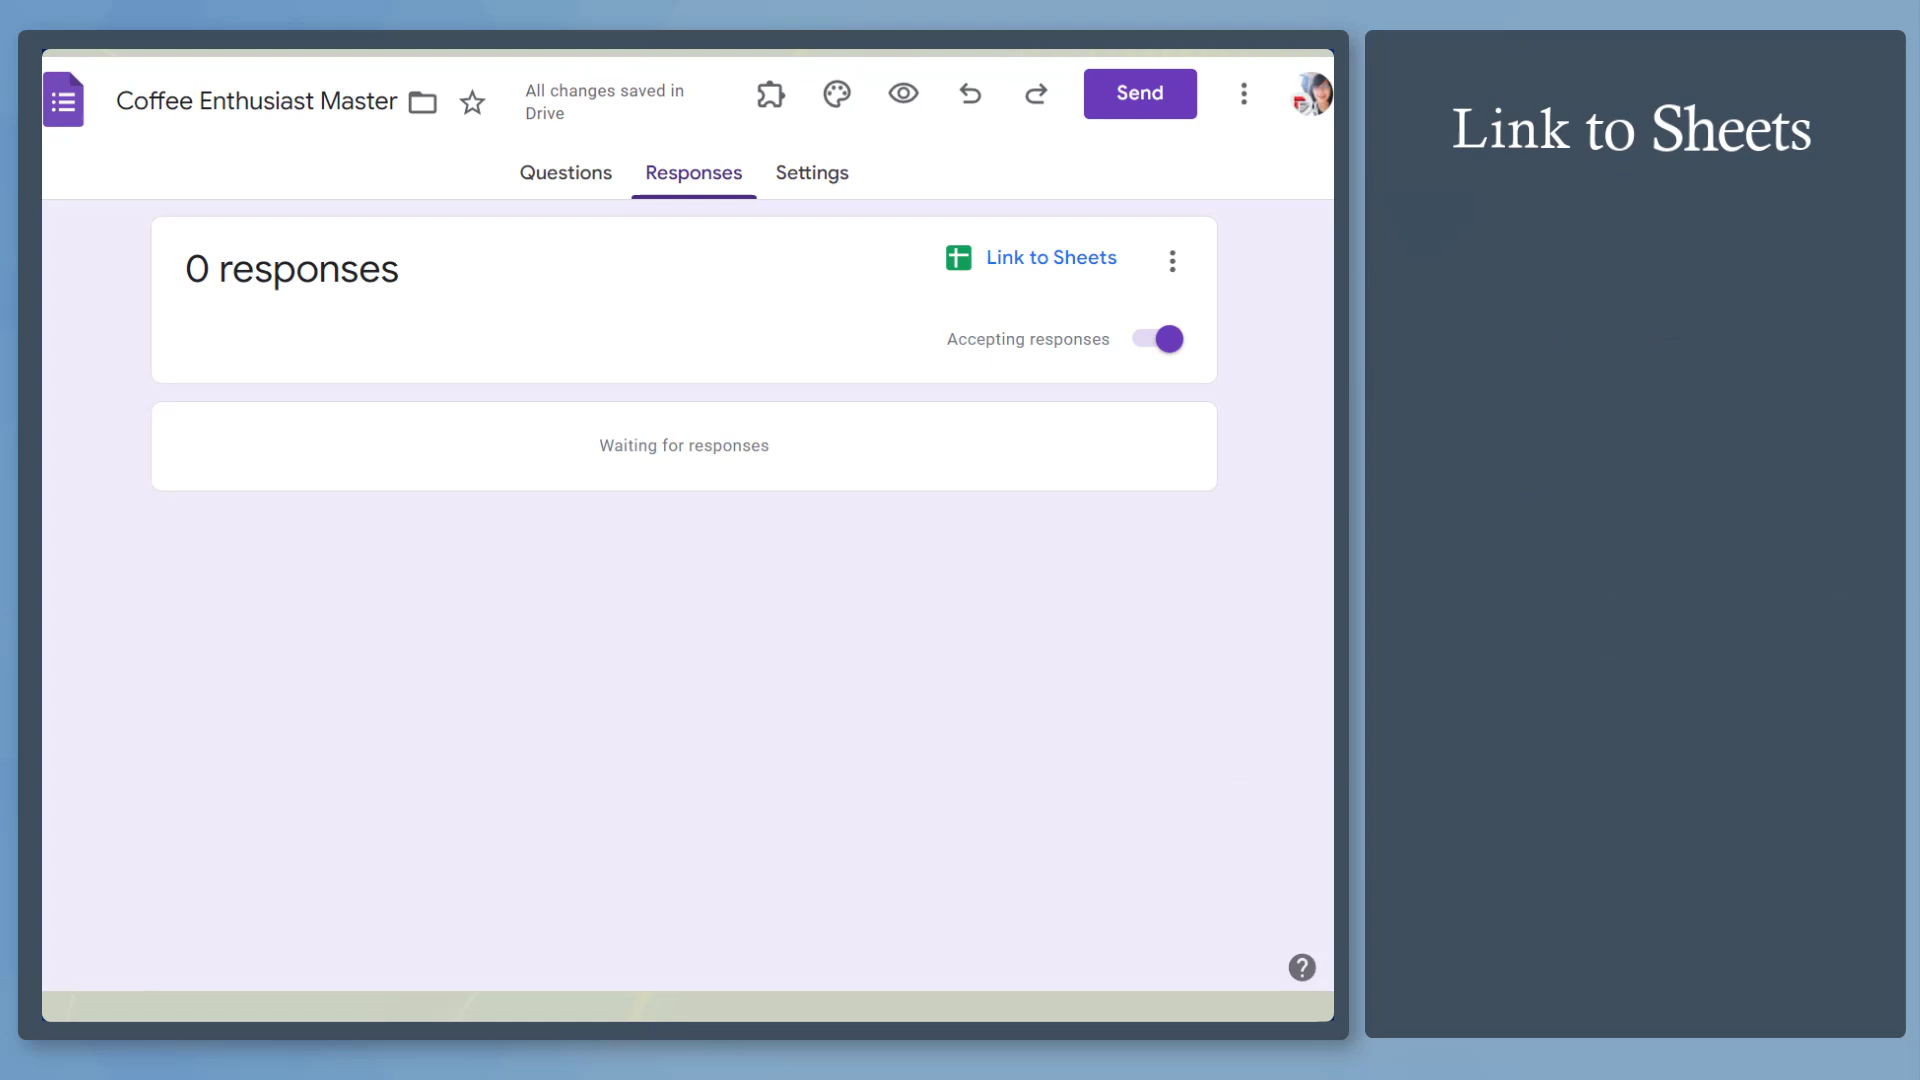 Coffee Enthusiast Master
All changes saved in
Drive
Send
Questions
Responses
Settings
0 responses
Link to Sheets
Accepting responses
Waiting for responses
Link to Sheets